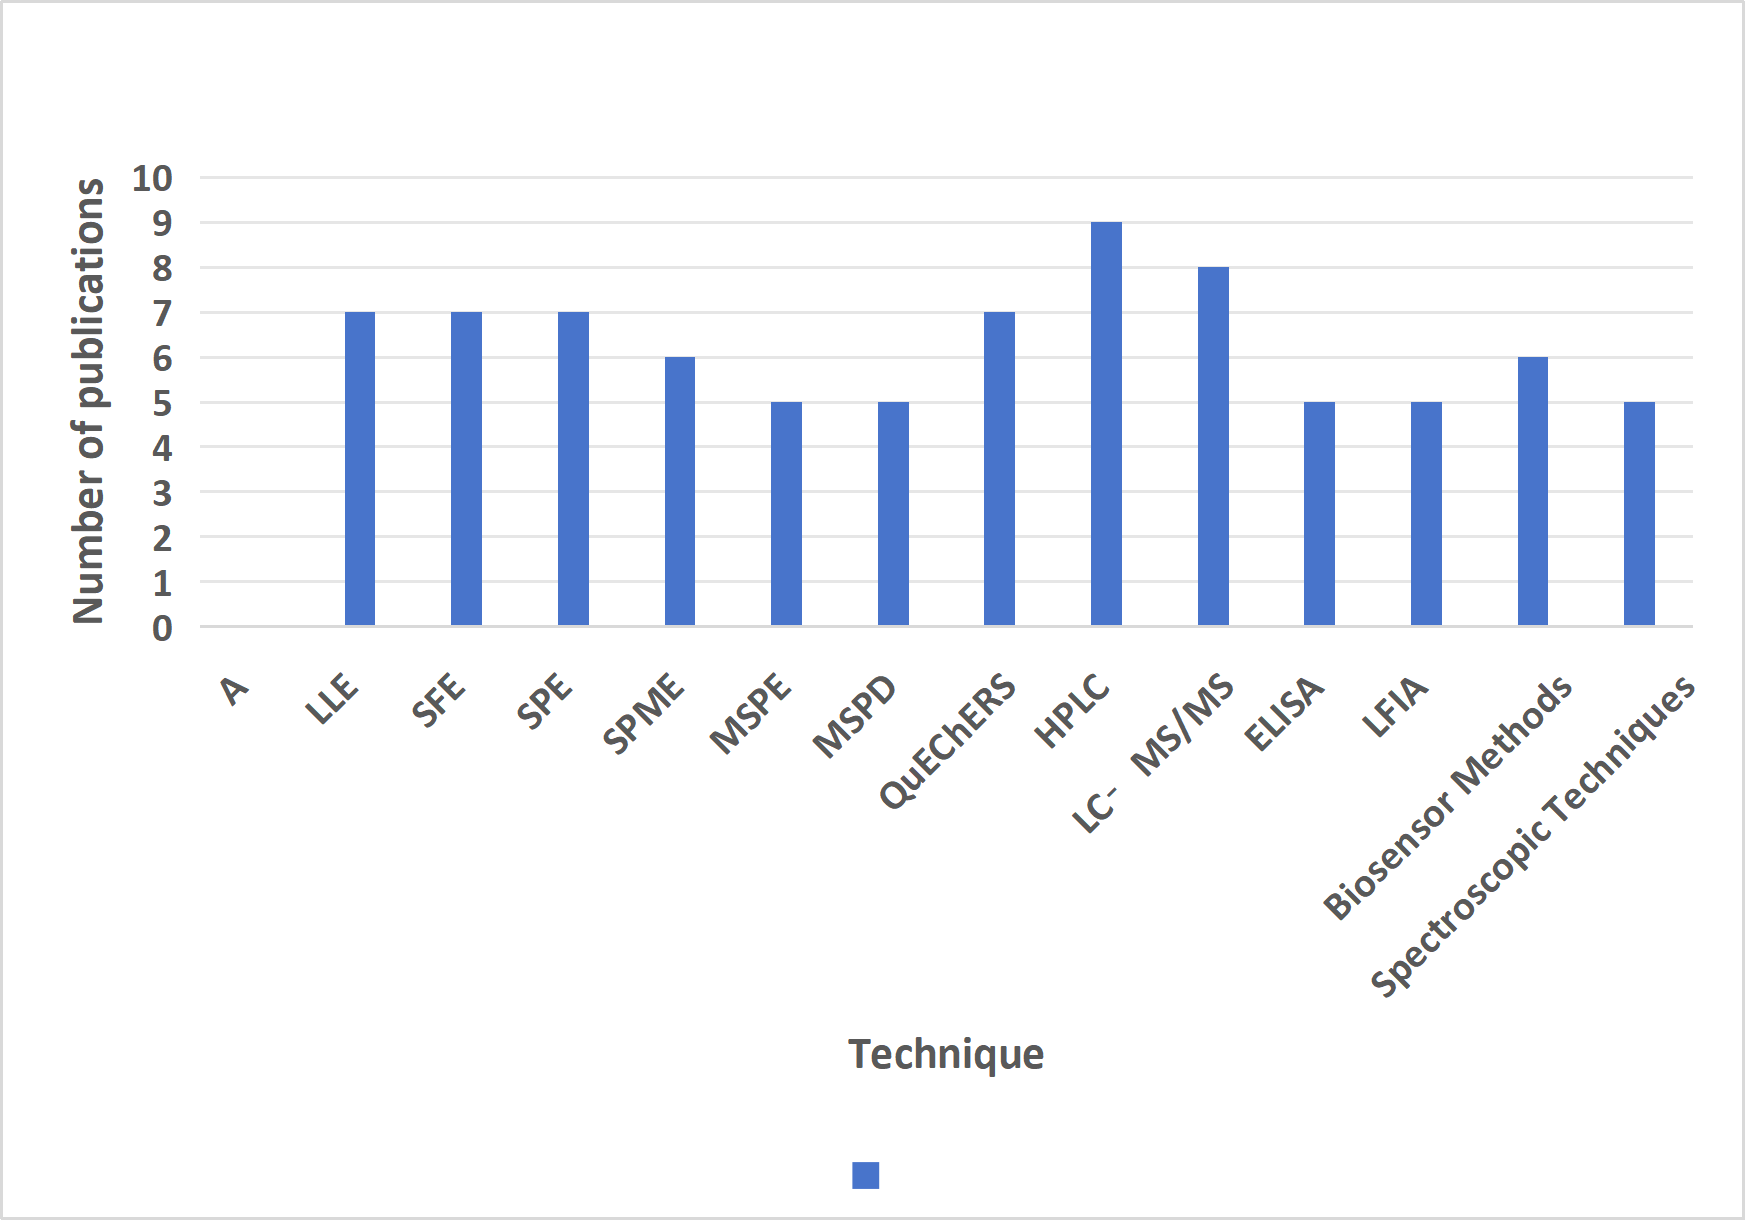 Number of publications
10
9
8
7
6
5
4
3
2
1
0
A
LLE
SFE
SPE
SPME
MSPE
MSPD
QuEChERS
HPLC
LC- MS/MS
ELISA
LFIA
Biosensor Methods
Spectroscopic Techniques
Technique